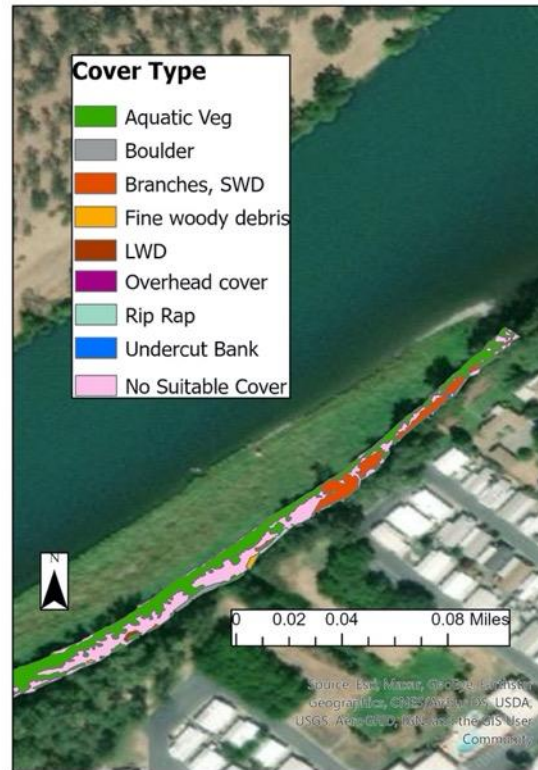 Cover Type
Aquatic Veg
Boulder
Branches, SWD
Fine woody debris
LWD
Overhead cover
Rip Rap
Undercut Bank
No Suitable Cover
N
0 0.02 0.04 0.08 Miles
Source: Esri, Maxar, GeoEye, Earthstar
Geographics, CNES/Airbus DS, USDA,
USGS, AeroGRID, IGN, and the GIS User
Community